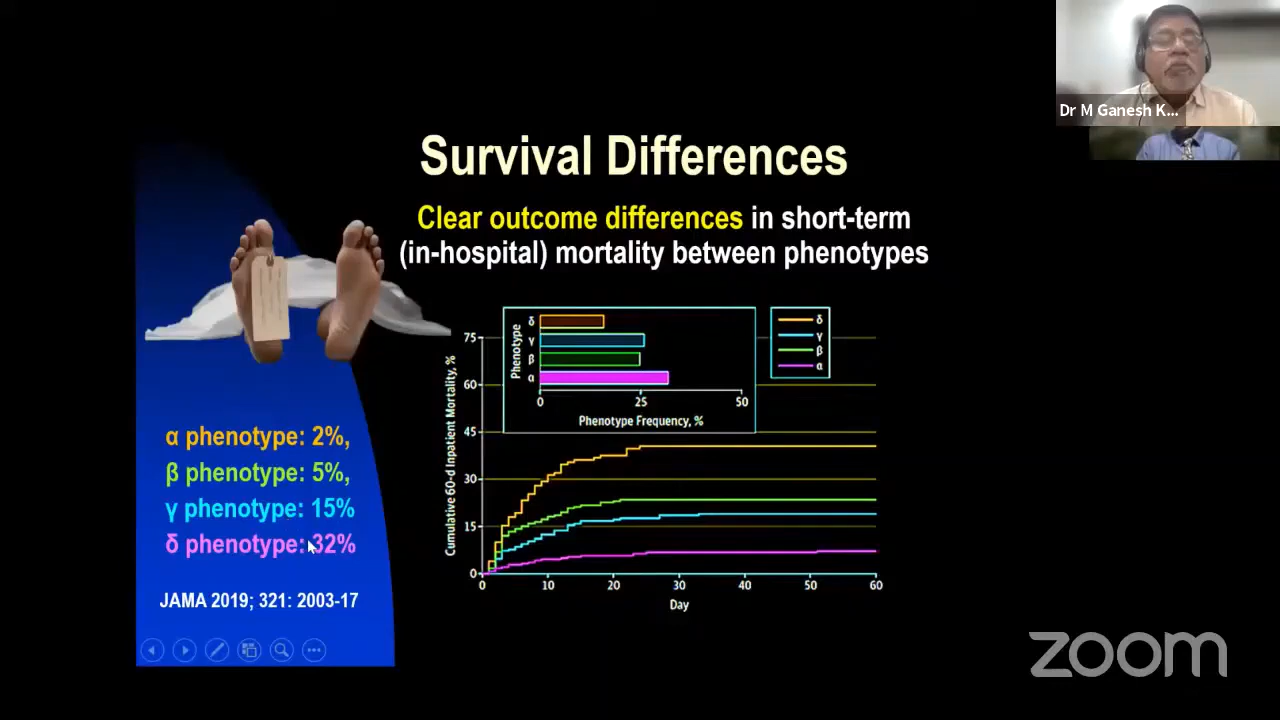 Dr M Ganesh K...
Survival Differences
Clear outcome differences in short-term
(in-hospital) mortality between phenotypes
α phenotype: 2%,
β phenotype: 5%,
γ phenotype: 15%
δ phenotype: 32%
JAMA 2019; 321: 2003-17
Cumulative 60-d Inpatient Mortality, %
75
60
45
30
15
0
Phenotype
δ
γ
β
α
0 25 50
Phenotype Frequency, %
δ
γ
β
α
0 10 20 30 40 50 60
Day
zoom